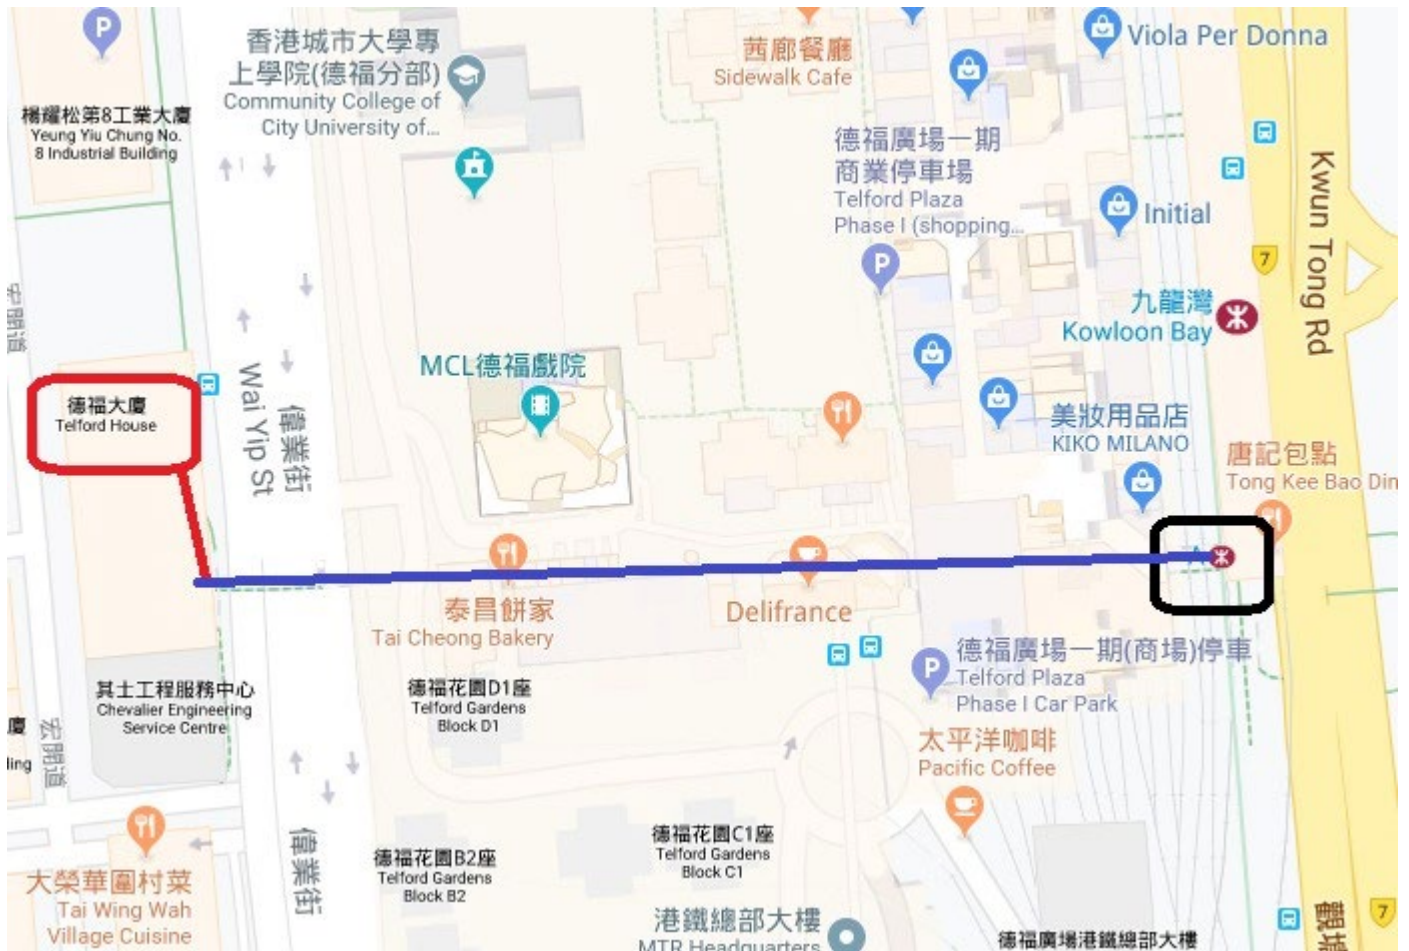 P
香港城市大學專
上學院(德福分部)
Community College of
City University of...
茜廊餐廳
Sidewalk Cafe
Viola Per Donna
楊耀松第8工業大廈
Yeung Yiu Chung No.
8 Industrial Building
德福廣場一期
商業停車場
Telford Plaza
Phase I (shopping...
P
Initial
Kwun Tong Rd
7
九龍灣
Kowloon Bay
宏開道
MCL德福戲院
德福大廈
Telford House
Wai Yip St
偉業街
美妝用品店
KIKO MILANO
唐記包點
Tong Kee Bao Din
A
泰昌餅家
Tai Cheong Bakery
Delifrance
德福廣場一期(商場)停車
Telford Plaza
Phase I Car Park
P
其士工程服務中心
Chevalier Engineering
Service Centre
德福花園D1座
Telford Gardens
Block D1
廈
ling
宏開道
太平洋咖啡
Pacific Coffee
偉業街
德福花園B2座
Telford Gardens
Block B2
德福花園C1座
Telford Gardens
Block C1
大榮華圍村菜
Tai Wing Wah
Village Cuisine
港鐵總部大樓
MTR Headquarters
德福廣場港鐵總部大樓
7